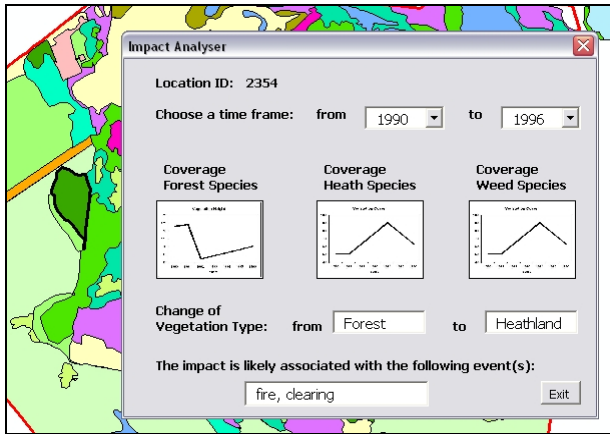 Impact Analyser
Location ID: 2354
Choose a time frame: from 1990 to 1996
Coverage Forest Species
Coverage Heath Species
Coverage Weed Species
Change of Vegetation Type: from Forest to Heathland
The impact is likely associated with the following event(s):
fire, clearing
Exit